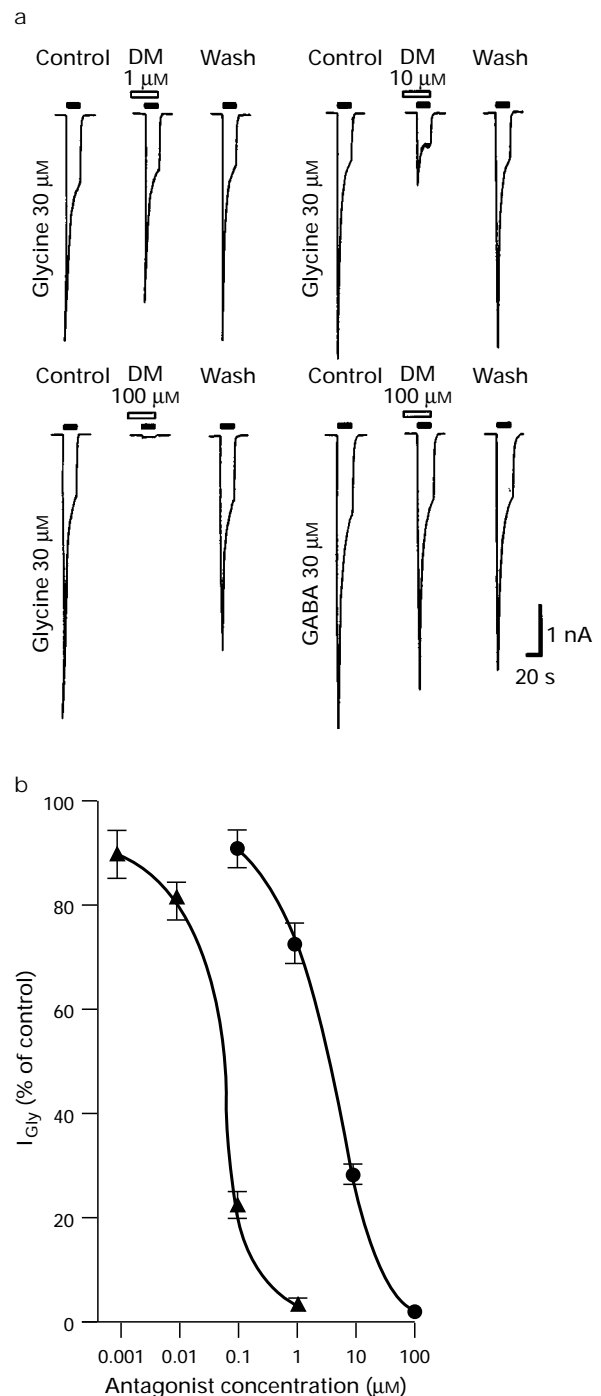 a
Control DM Wash Control DM Wash
1 µM 10 µM
Glycine 30 µM Glycine 30 µM
Control DM Wash Control DM Wash
100 µM 100 µM
Glycine 30 µM GABA 30 µM
1 nA
20 s
b
100
80
60
40
20
0
I_Gly (% of control)
0.001 0.01 0.1 1 10 100
Antagonist concentration (µM)